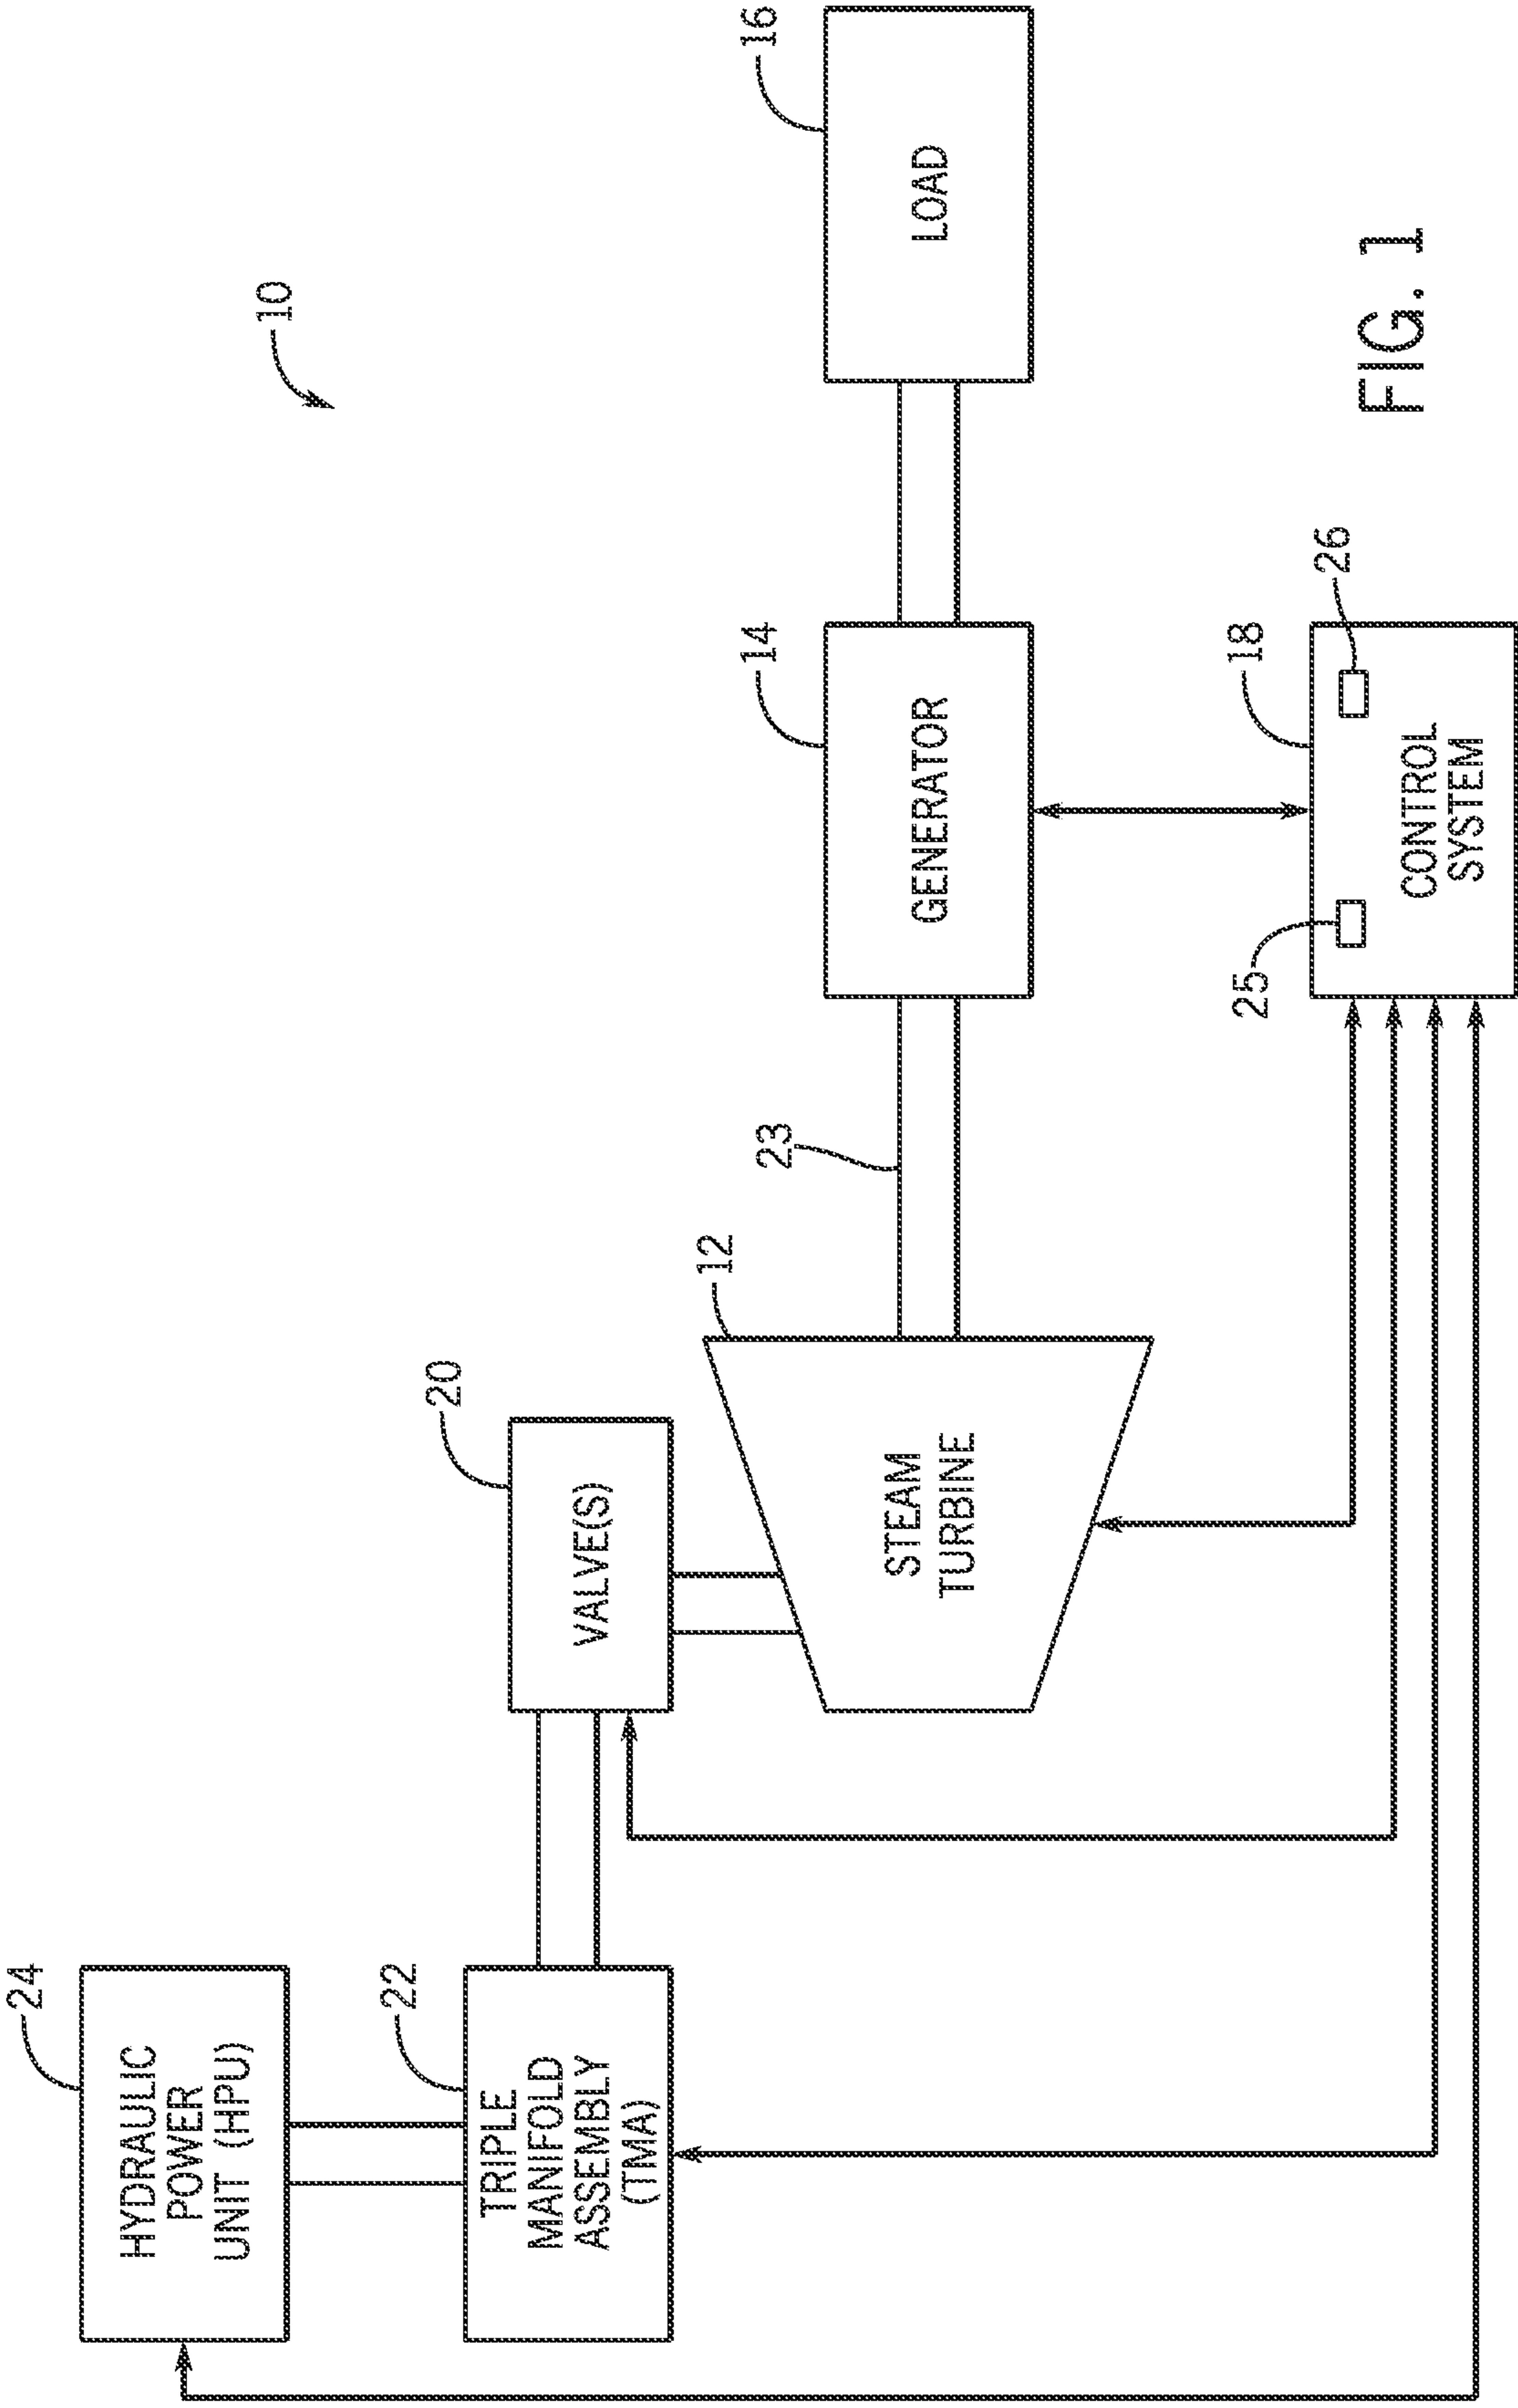 24
HYDRAULIC
POWER
UNIT (HPU)
22
TRIPLE
MANIFOLD
ASSEMBLY
(TMA)
20
VALVE(S)
12
STEAM
TURBINE
23
14
GENERATOR
16
LOAD
10
25
18
26
CONTROL
SYSTEM
FIG. 1